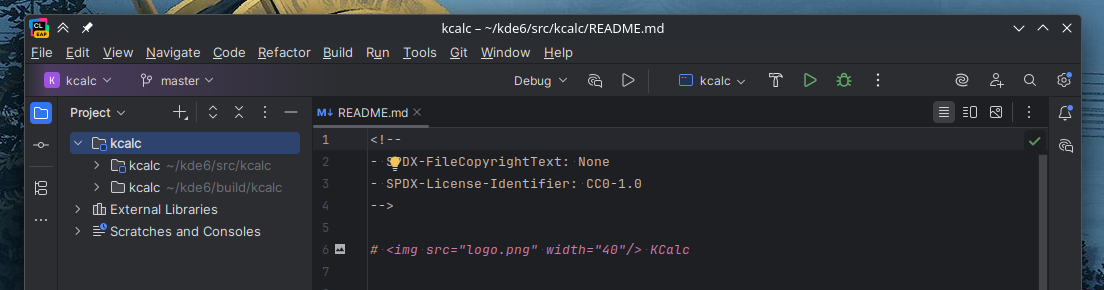 CL
EAP
kcalc – ~/kde6/src/kcalc/README.md
File Edit View Navigate Code Refactor Build Run Tools Git Window Help
K kcalc master Debug kcalc
Project
README.md
kcalc
kcalc ~/kde6/src/kcalc
kcalc ~/kde6/build/kcalc
External Libraries
Scratches and Consoles
1 <!--
2 - SPDX-FileCopyrightText: None
3 - SPDX-License-Identifier: CC0-1.0
4 -->
5
6 # <img src="logo.png" width="40"/> KCalc
7